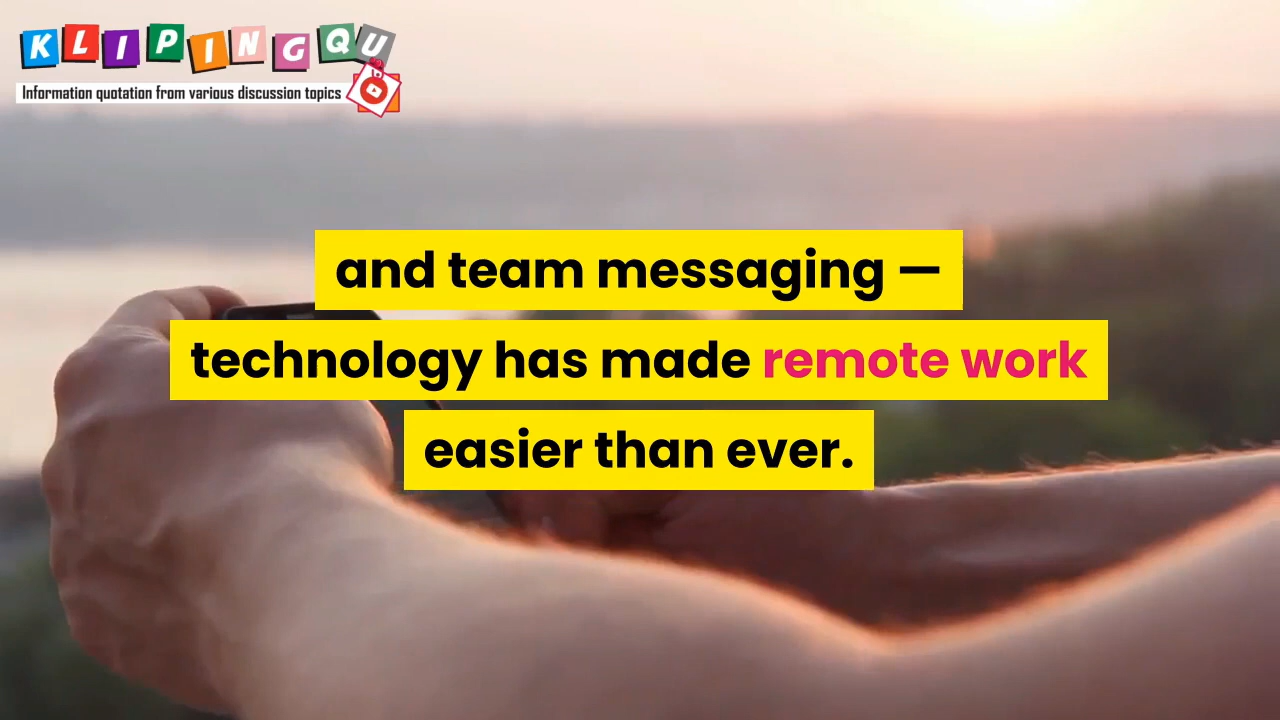 KLIPINGQU
Information quotation from various discussion topics
and team messaging —
technology has made remote work
easier than ever.